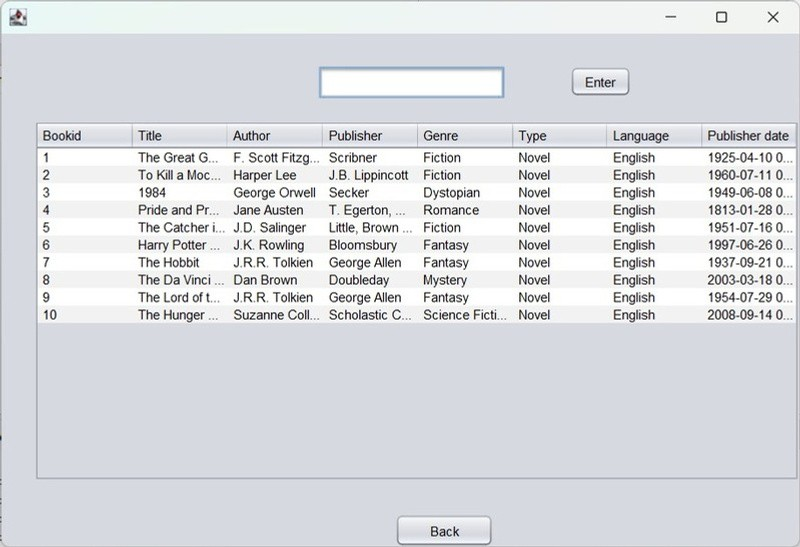 Enter
Bookid Title Author Publisher Genre Type Language Publisher date
1 The Great G... F. Scott Fitzg... Scribner Fiction Novel English 1925-04-10 0...
2 To Kill a Moc... Harper Lee J.B. Lippincott Fiction Novel English 1960-07-11 0...
3 1984 George Orwell Secker Dystopian Novel English 1949-06-08 0...
4 Pride and Pr... Jane Austen T. Egerton, ... Romance Novel English 1813-01-28 0...
5 The Catcher i... J.D. Salinger Little, Brown ... Fiction Novel English 1951-07-16 0...
6 Harry Potter ... J.K. Rowling Bloomsbury Fantasy Novel English 1997-06-26 0...
7 The Hobbit J.R.R. Tolkien George Allen Fantasy Novel English 1937-09-21 0...
8 The Da Vinci ... Dan Brown Doubleday Mystery Novel English 2003-03-18 0...
9 The Lord of t... J.R.R. Tolkien George Allen Fantasy Novel English 1954-07-29 0...
10 The Hunger ... Suzanne Coll... Scholastic C... Science Ficti... Novel English 2008-09-14 0...
Back